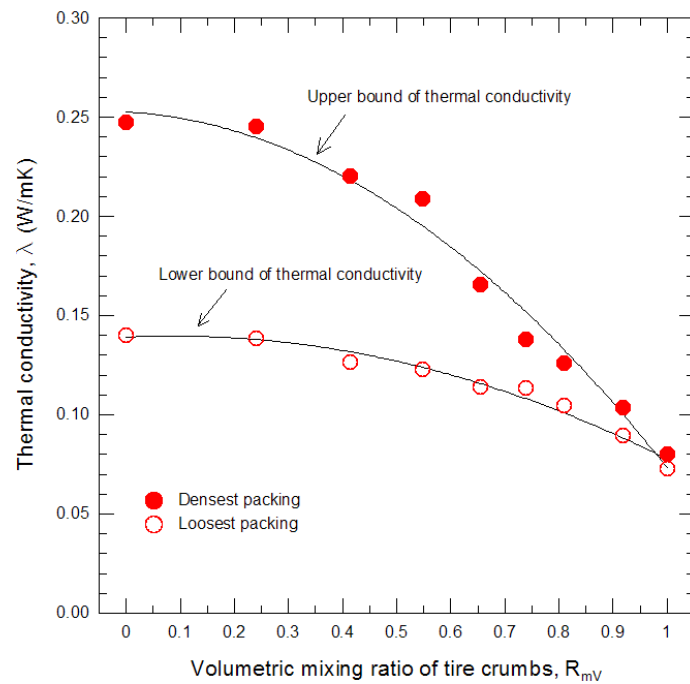 0.30
0.25
0.20
0.15
0.10
0.05
0.00
Thermal conductivity, λ (W/mK)
Upper bound of thermal conductivity
Lower bound of thermal conductivity
Densest packing
Loosest packing
0 0.1 0.2 0.3 0.4 0.5 0.6 0.7 0.8 0.9 1
Volumetric mixing ratio of tire crumbs, RmV